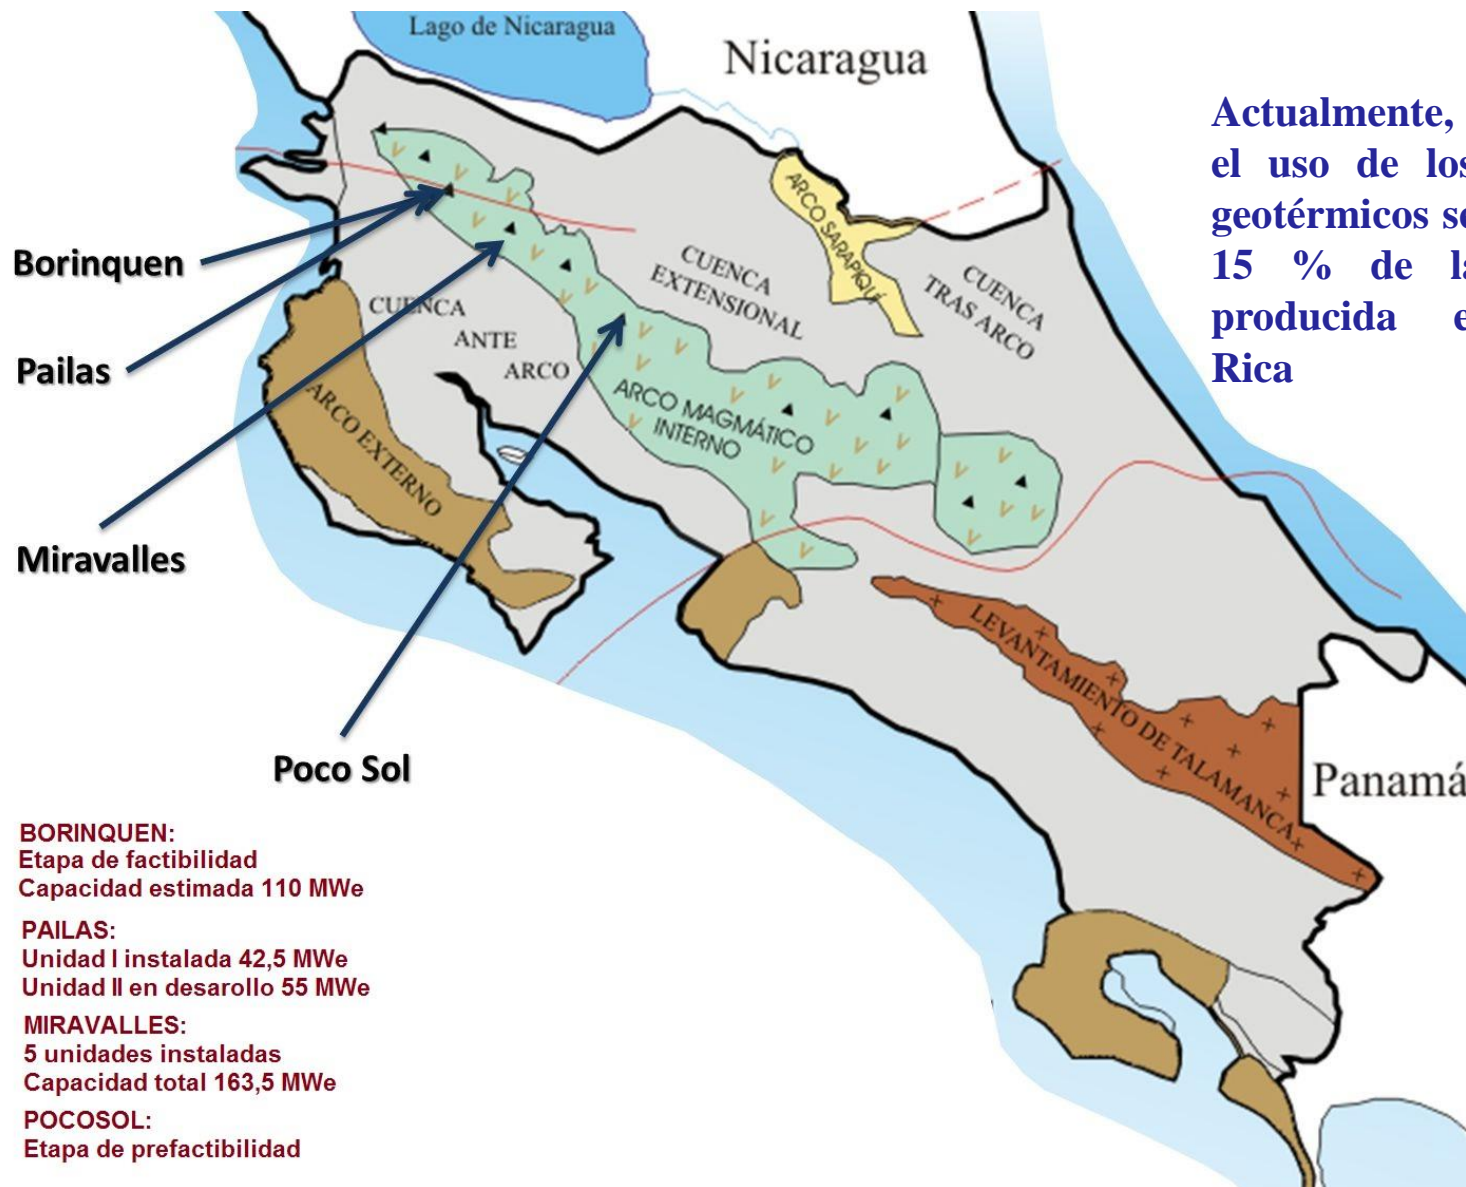 Lago de Nicaragua
Nicaragua
Actualmente,
el uso de los
geotérmicos se
15 % de la
producida e
Rica
ARCO SARAPIQUÍ
CUENCA
EXTENSIONAL
CUENCA
TRAS ARCO
Borinquen
CUENCA
ANTE
ARCO
Pailas
ARCO MAGMÁTICO
INTERNO
ARCO EXTERNO
Miravalles
LEVANTAMIENTO DE TALAMANCA
Poco Sol
Panamá
BORINQUEN:
Etapa de factibilidad
Capacidad estimada 110 MWe
PAILAS:
Unidad I instalada 42,5 MWe
Unidad II en desarollo 55 MWe
MIRAVALLES:
5 unidades instaladas
Capacidad total 163,5 MWe
POCOSOL:
Etapa de prefactibilidad